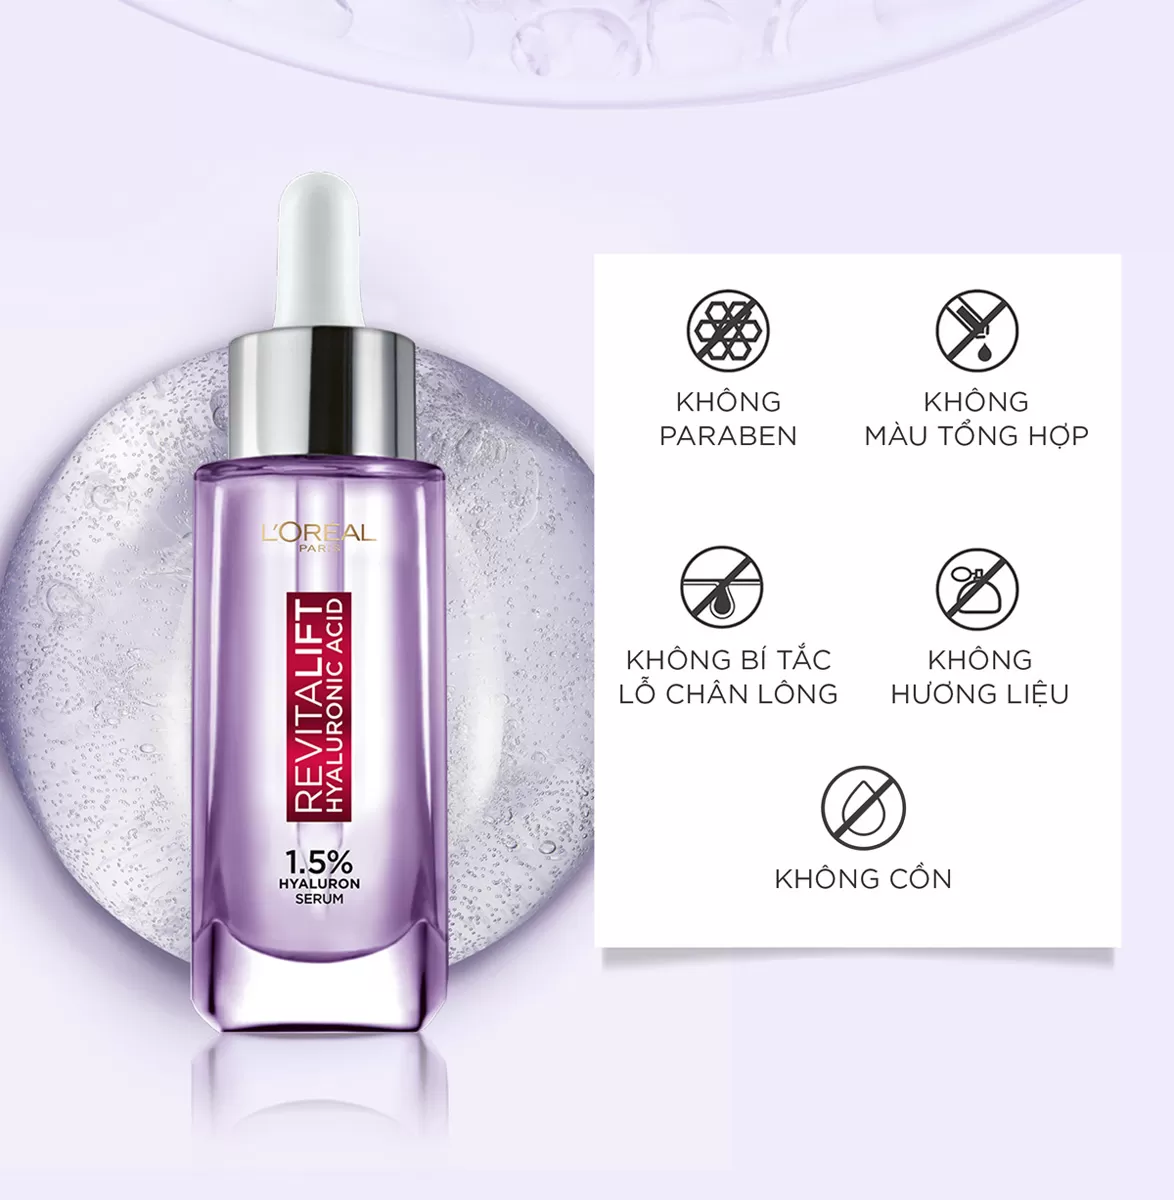 L'ORÉAL
PARIS
REVITALIFT
HYALURONIC ACID
1.5%
HYALURON
SERUM
KHÔNG
PARABEN
KHÔNG
MÀU TỔNG HỢP
KHÔNG BÍ TẮC
LỖ CHÂN LÔNG
KHÔNG
HƯƠNG LIỆU
KHÔNG CỒN